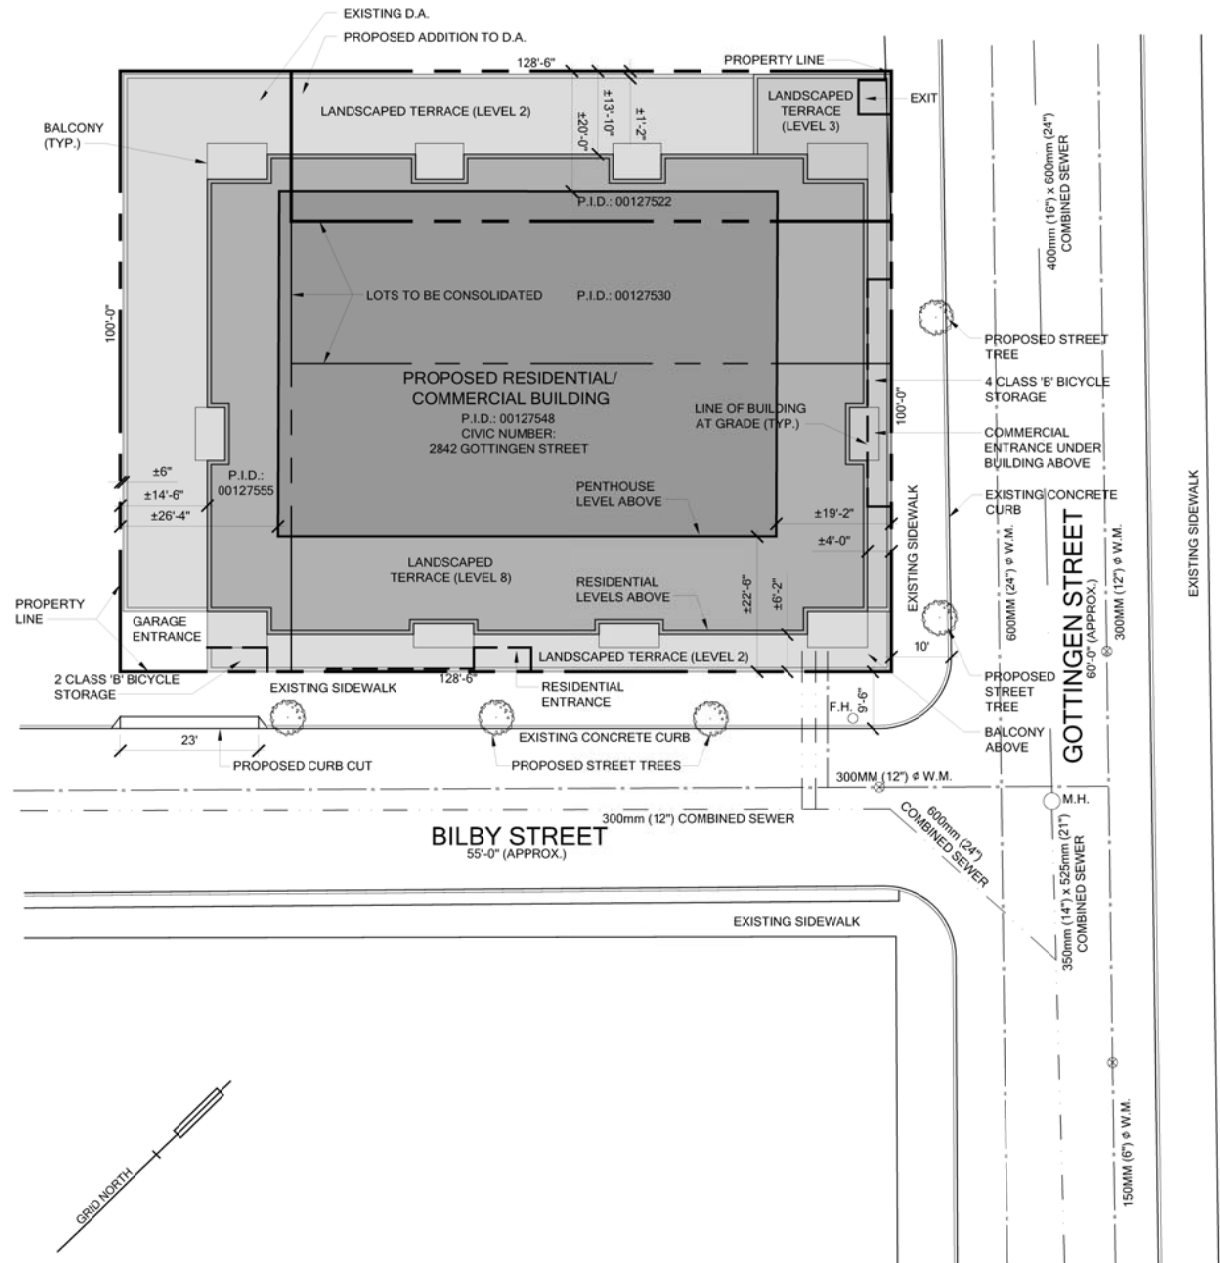 EXISTING D.A.
PROPOSED ADDITION TO D.A.
128'-6"
PROPERTY LINE
LANDSCAPED TERRACE (LEVEL 2)
±20'-0"
±13'-10"
±1'-2"
LANDSCAPED
TERRACE
(LEVEL 3)
EXIT
BALCONY
(TYP.)
400mm (16") x 600mm (24")
COMBINED SEWER
P.I.D.: 00127522
LOTS TO BE CONSOLIDATED
P.I.D.: 00127530
100'-0"
PROPOSED STREET
TREE
PROPOSED RESIDENTIAL/
COMMERCIAL BUILDING
P.I.D.: 00127548
CIVIC NUMBER:
2842 GOTTINGEN STREET
LINE OF BUILDING
AT GRADE (TYP.)
100'-0"
4 CLASS 'B' BICYCLE
STORAGE
COMMERCIAL
ENTRANCE UNDER
BUILDING ABOVE
±6"
±14'-6"
±26'-4"
P.I.D.:
00127555
PENTHOUSE
LEVEL ABOVE
±19'-2"
±4'-0"
EXISTING CONCRETE
CURB
EXISTING SIDEWALK
EXISTING SIDEWALK
600MM (24") ϕ W.M.
GOTTINGEN STREET
60'-0" (APPROX.)
300MM (12") ϕ W.M.
LANDSCAPED
TERRACE (LEVEL 8)
RESIDENTIAL
LEVELS ABOVE
±22'-6"
±6'-2"
PROPERTY
LINE
GARAGE
ENTRANCE
10'
2 CLASS 'B' BICYCLE
STORAGE
EXISTING SIDEWALK
128'-6"
LANDSCAPED TERRACE (LEVEL 2)
RESIDENTIAL
ENTRANCE
F.H.
9'-6"
PROPOSED
STREET
TREE
BALCONY
ABOVE
23'
PROPOSED CURB CUT
EXISTING CONCRETE CURB
PROPOSED STREET TREES
300MM (12") ϕ W.M.
M.H.
300mm (12") COMBINED SEWER
BILBY STREET
55'-0" (APPROX.)
600mm (24")
COMBINED SEWER
350mm (14") x 525mm (21")
COMBINED SEWER
EXISTING SIDEWALK
150MM (6") ϕ W.M.
GRID NORTH